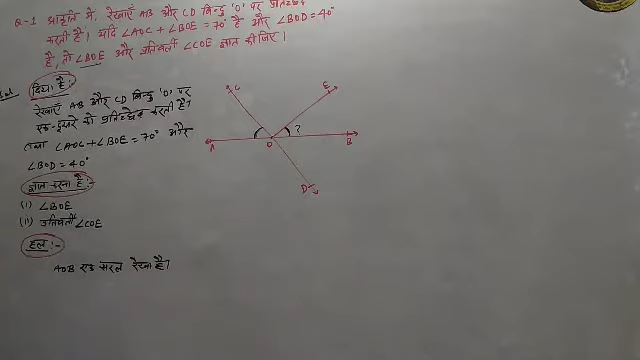 Q-1 आकृति में, रेखाएँ AB और CD बिन्दु 'O' पर प्रतिच्छेद
करती है। यदि ∠AOC + ∠BOE = 70° है और ∠BOD = 40°
है, तो ∠BOE और प्रतिवर्ती ∠COE ज्ञात कीजिए।
Sol
दिया है:
रेखाएँ AB और CD बिन्दु 'O' पर
एक-दूसरे को प्रतिच्छेद करती है।
तथा ∠AOC + ∠BOE = 70° और
∠BOD = 40°
ज्ञात करना है:-
(i) ∠BOE
(ii) प्रतिवर्ती ∠COE
हल:-
AOB एक सरल रेखा है।
C
E
?
A
O
B
D